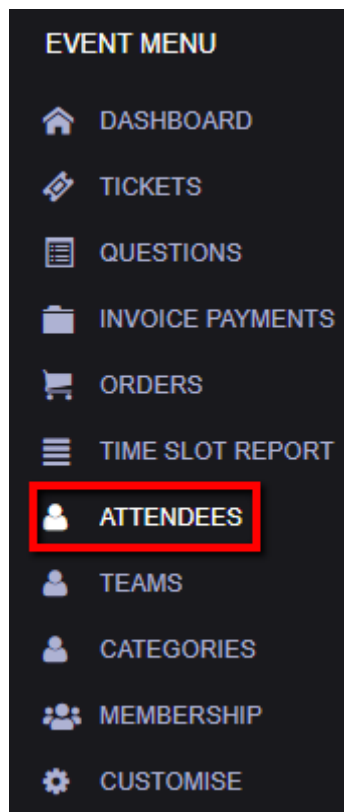 EVENT MENU
DASHBOARD
TICKETS
QUESTIONS
INVOICE PAYMENTS
ORDERS
TIME SLOT REPORT
ATTENDEES
TEAMS
CATEGORIES
MEMBERSHIP
CUSTOMISE